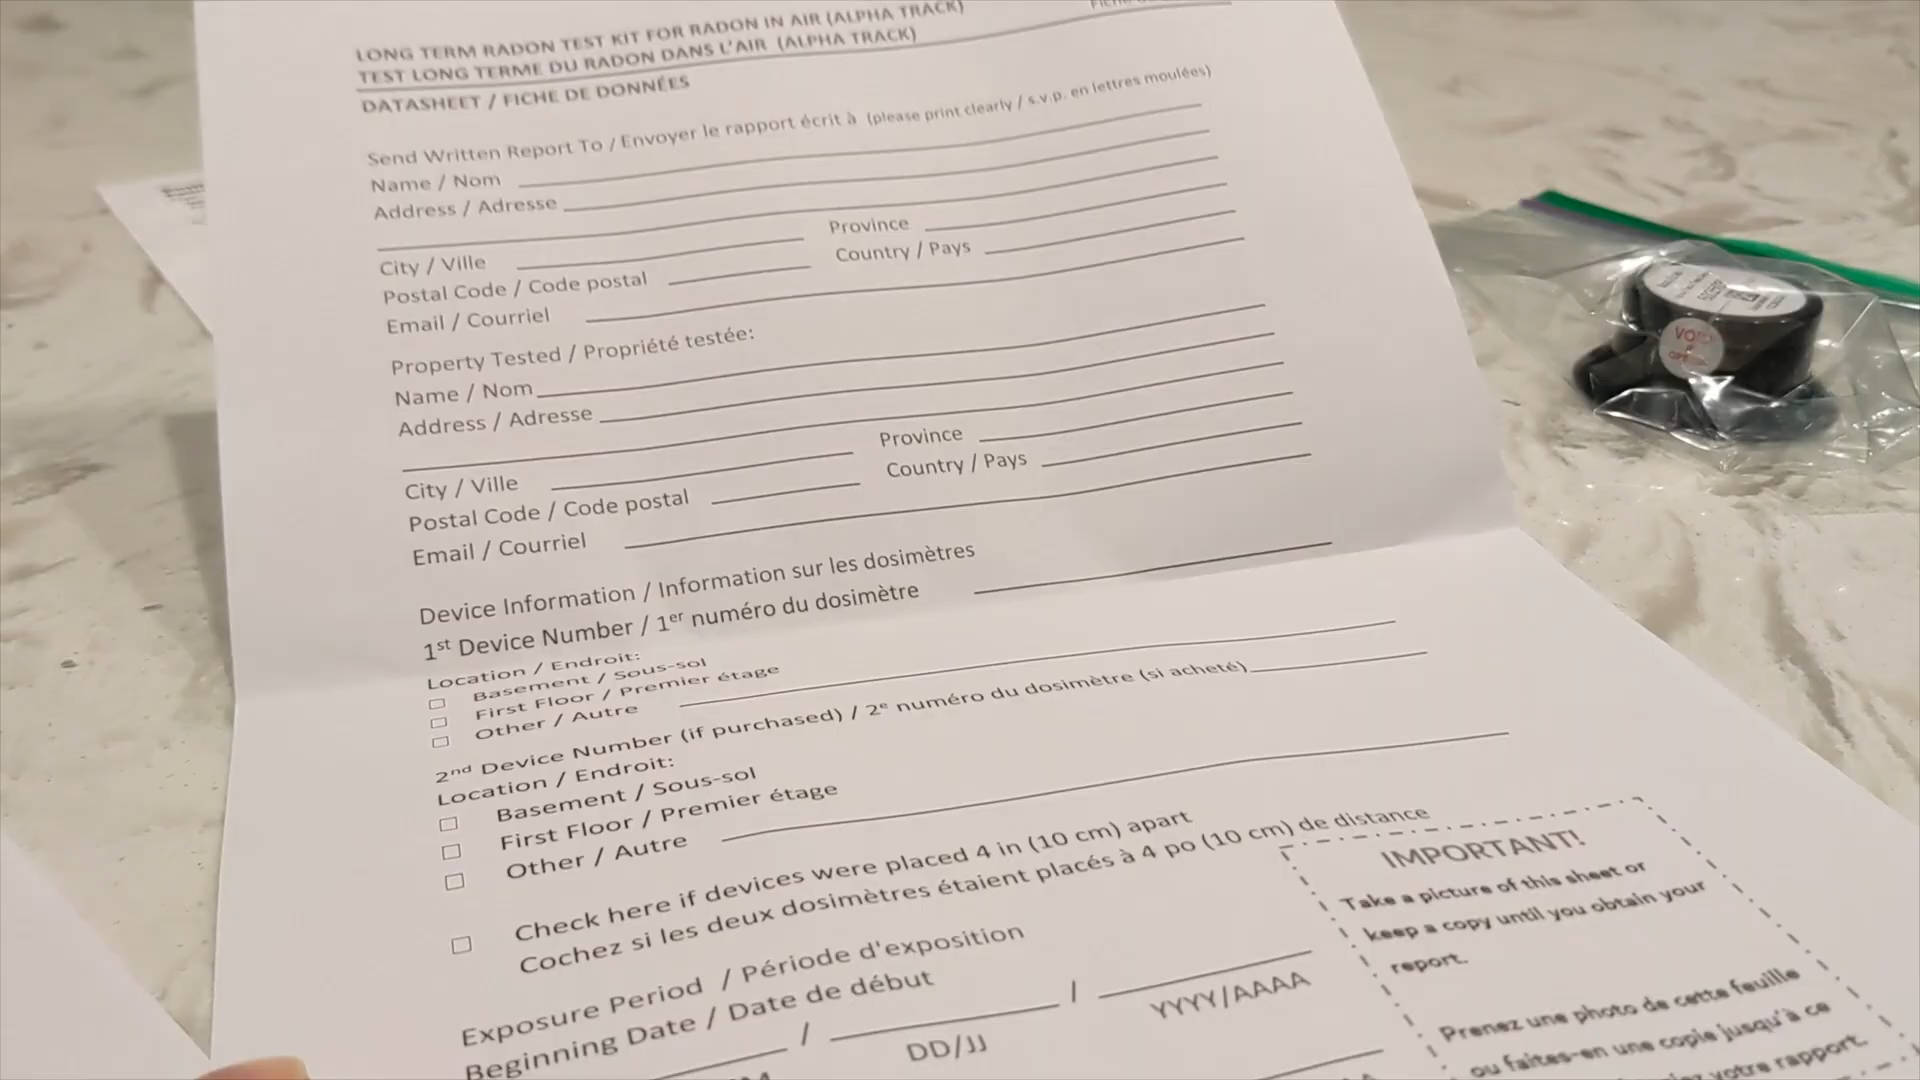 LONG TERM RADON TEST KIT FOR RADON IN AIR (ALPHA TRACK)
TEST LONG TERME DU RADON DANS L'AIR (ALPHA TRACK)
DATASHEET / FICHE DE DONNÉES
Send Written Report To / Envoyer le rapport écrit à (please print clearly / s.v.p. en lettres moulées)
Name / Nom
Address / Adresse
City / Ville Province
Postal Code / Code postal Country / Pays
Email / Courriel
Property Tested / Propriété testée:
Name / Nom
Address / Adresse
City / Ville Province
Postal Code / Code postal Country / Pays
Email / Courriel
Device Information / Information sur les dosimètres
1st Device Number / 1er numéro du dosimètre
Location / Endroit:
Basement / Sous-sol
First Floor / Premier étage
Other / Autre
2nd Device Number (if purchased) / 2e numéro du dosimètre (si acheté)
Location / Endroit:
Basement / Sous-sol
First Floor / Premier étage
Other / Autre
Check here if devices were placed 4 in (10 cm) apart
Cochez si les deux dosimètres étaient placés à 4 po (10 cm) de distance
Exposure Period / Période d'exposition
Beginning Date / Date de début
/ /
DD/JJ YYYY/AAAA
IMPORTANT!
Take a picture of this sheet or
keep a copy until you obtain your
report.
Prenez une photo de cette feuille
ou faites-en une copie jusqu'à ce
votre rapport.
VOID